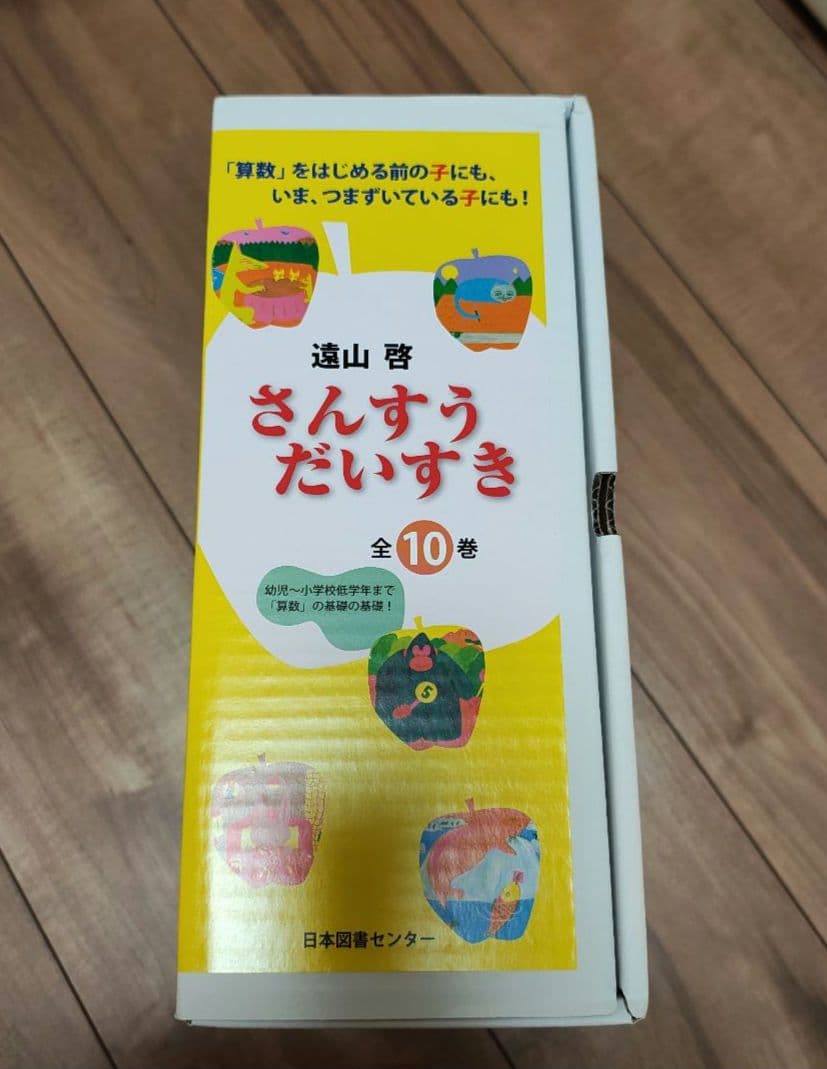 「算数」をはじめる前の子にも、
いま、つまずいている子にも!
遠山 啓
さんすう
だいすき
全10巻
幼児～小学校低学年まで
「算数」の基礎の基礎!
5
日本図書センター